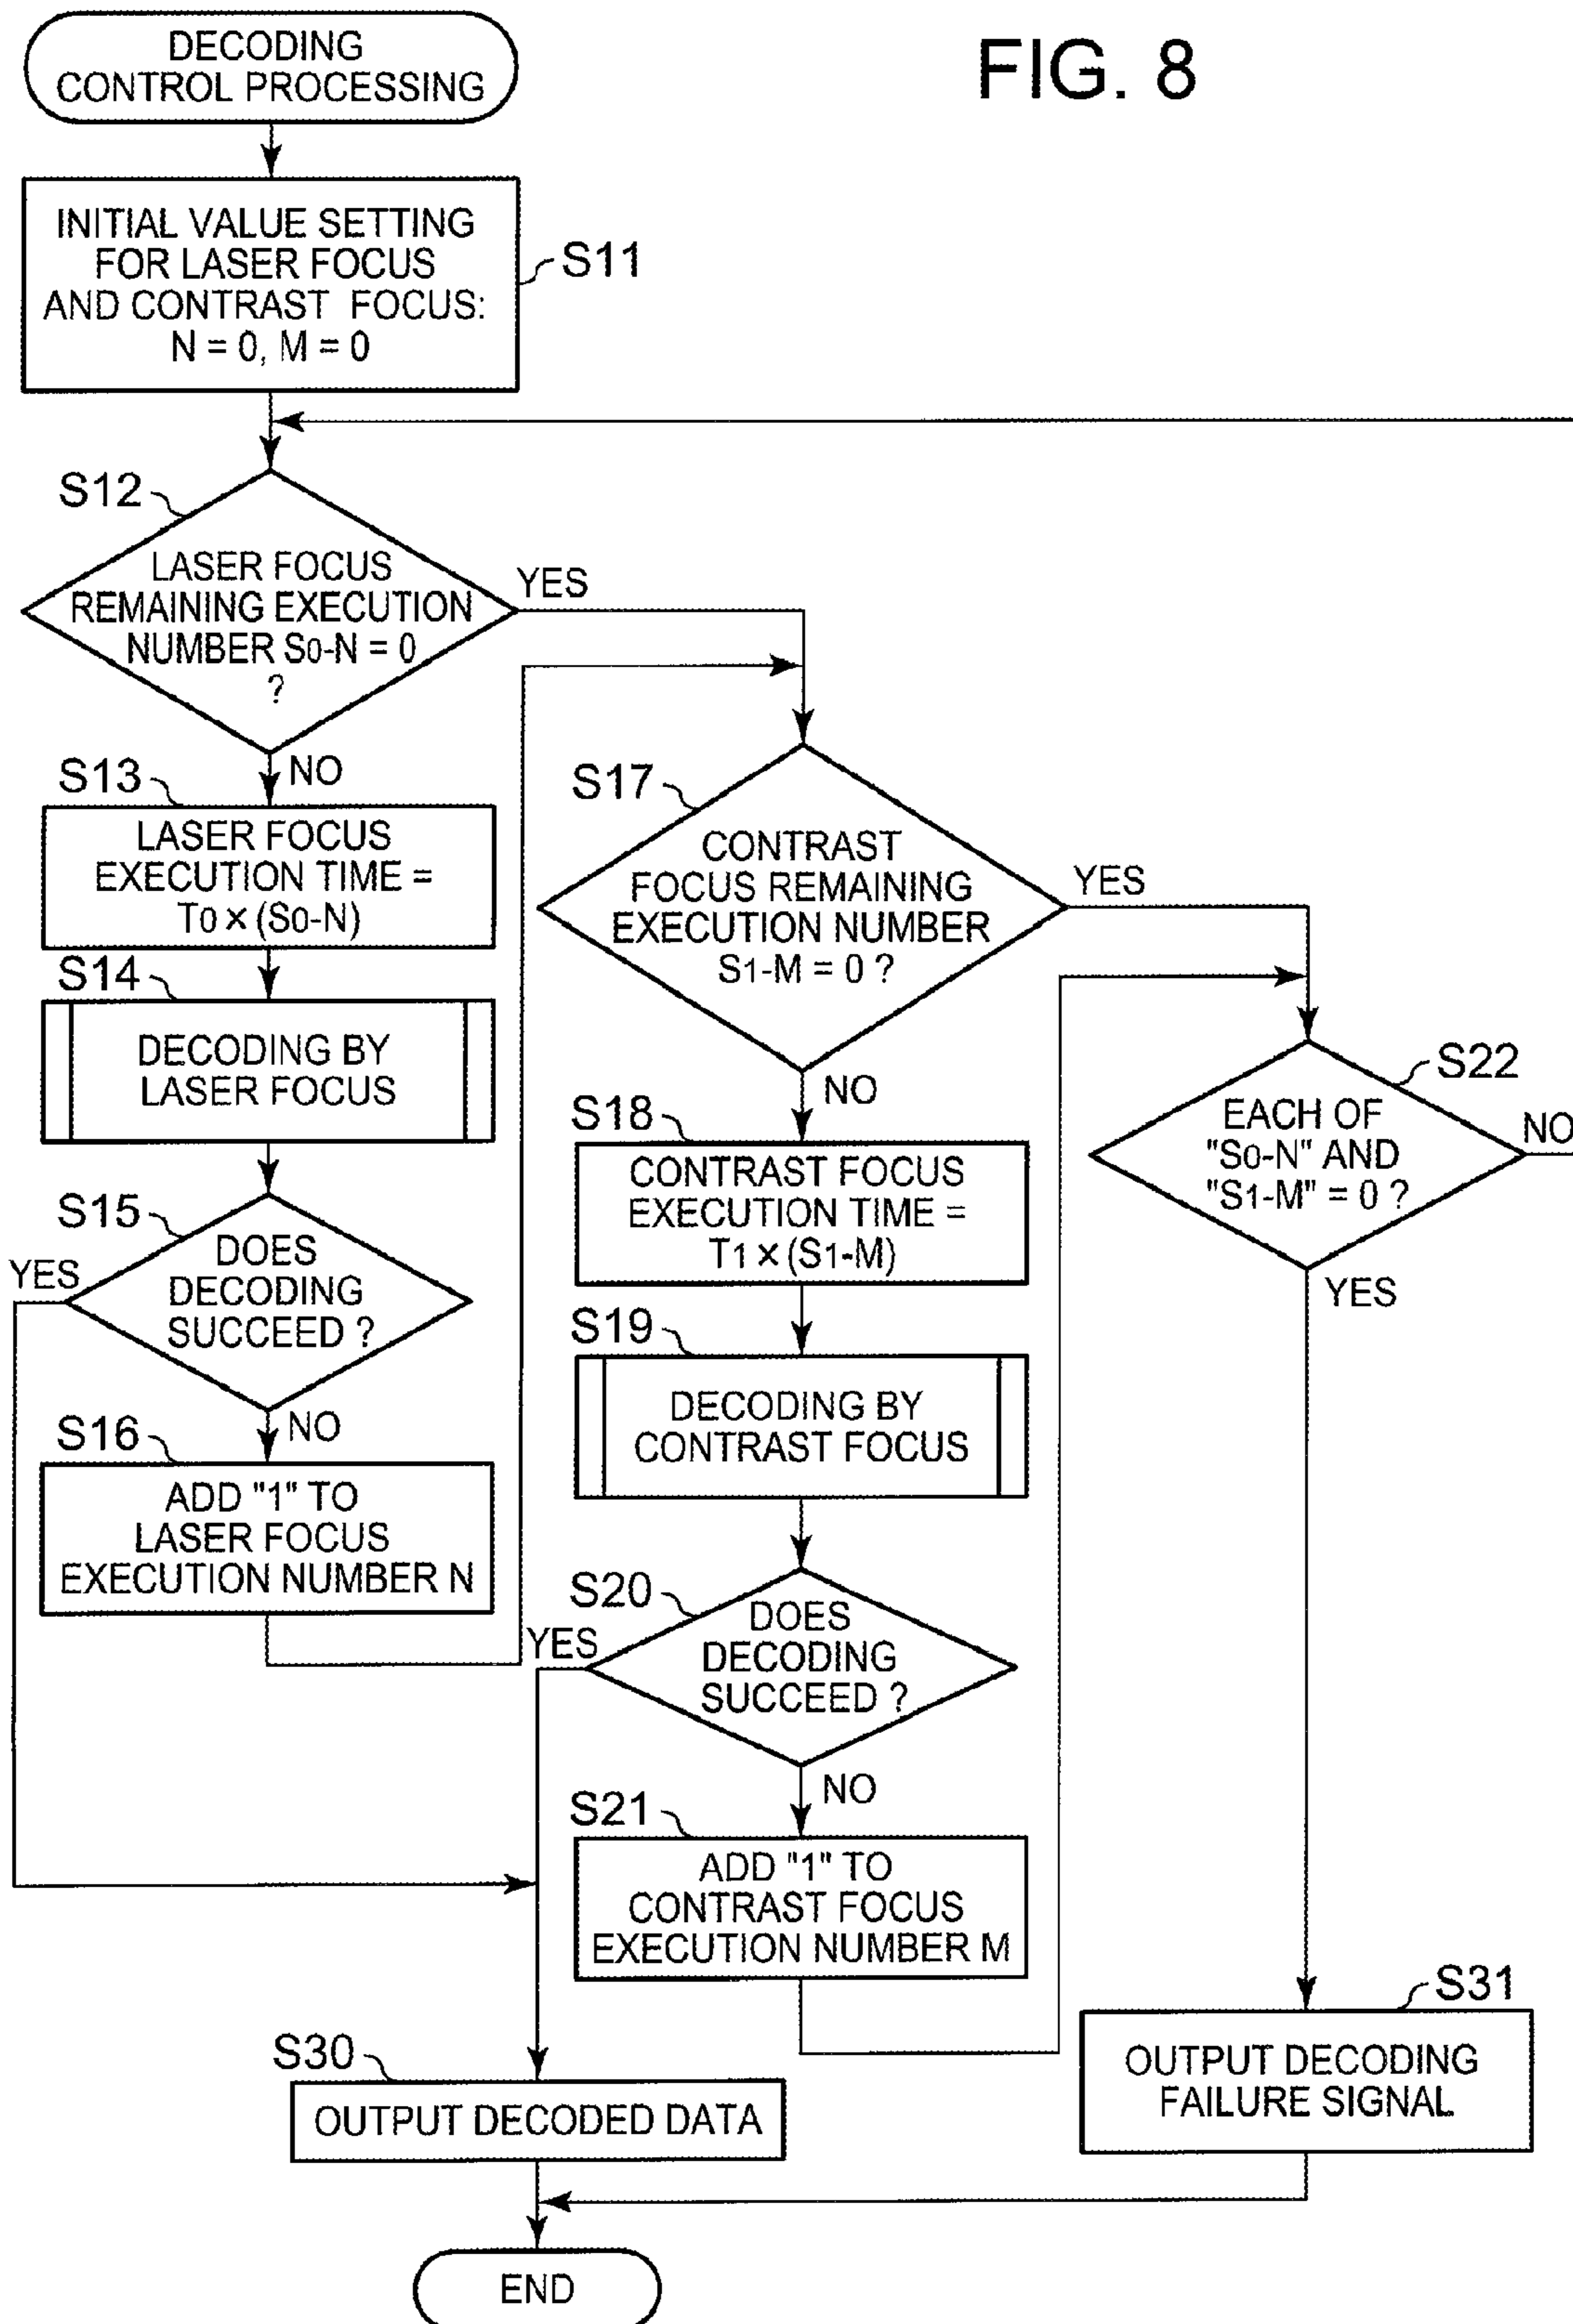 FIG. 8
DECODING
CONTROL PROCESSING
INITIAL VALUE SETTING
FOR LASER FOCUS
AND CONTRAST FOCUS:
N = 0, M = 0
S11
S12
LASER FOCUS
REMAINING EXECUTION
NUMBER S0-N = 0
?
YES
NO
S13
LASER FOCUS
EXECUTION TIME =
T0 × (S0-N)
S14
DECODING BY
LASER FOCUS
S15
DOES
DECODING
SUCCEED ?
YES
NO
S16
ADD "1" TO
LASER FOCUS
EXECUTION NUMBER N
S17
CONTRAST
FOCUS REMAINING
EXECUTION NUMBER
S1-M = 0 ?
YES
NO
S18
CONTRAST FOCUS
EXECUTION TIME =
T1 × (S1-M)
S19
DECODING BY
CONTRAST FOCUS
S20
DOES
DECODING
SUCCEED ?
YES
NO
S21
ADD "1" TO
CONTRAST FOCUS
EXECUTION NUMBER M
S22
EACH OF
"S0-N" AND
"S1-M" = 0 ?
NO
YES
S30
OUTPUT DECODED DATA
S31
OUTPUT DECODING
FAILURE SIGNAL
END